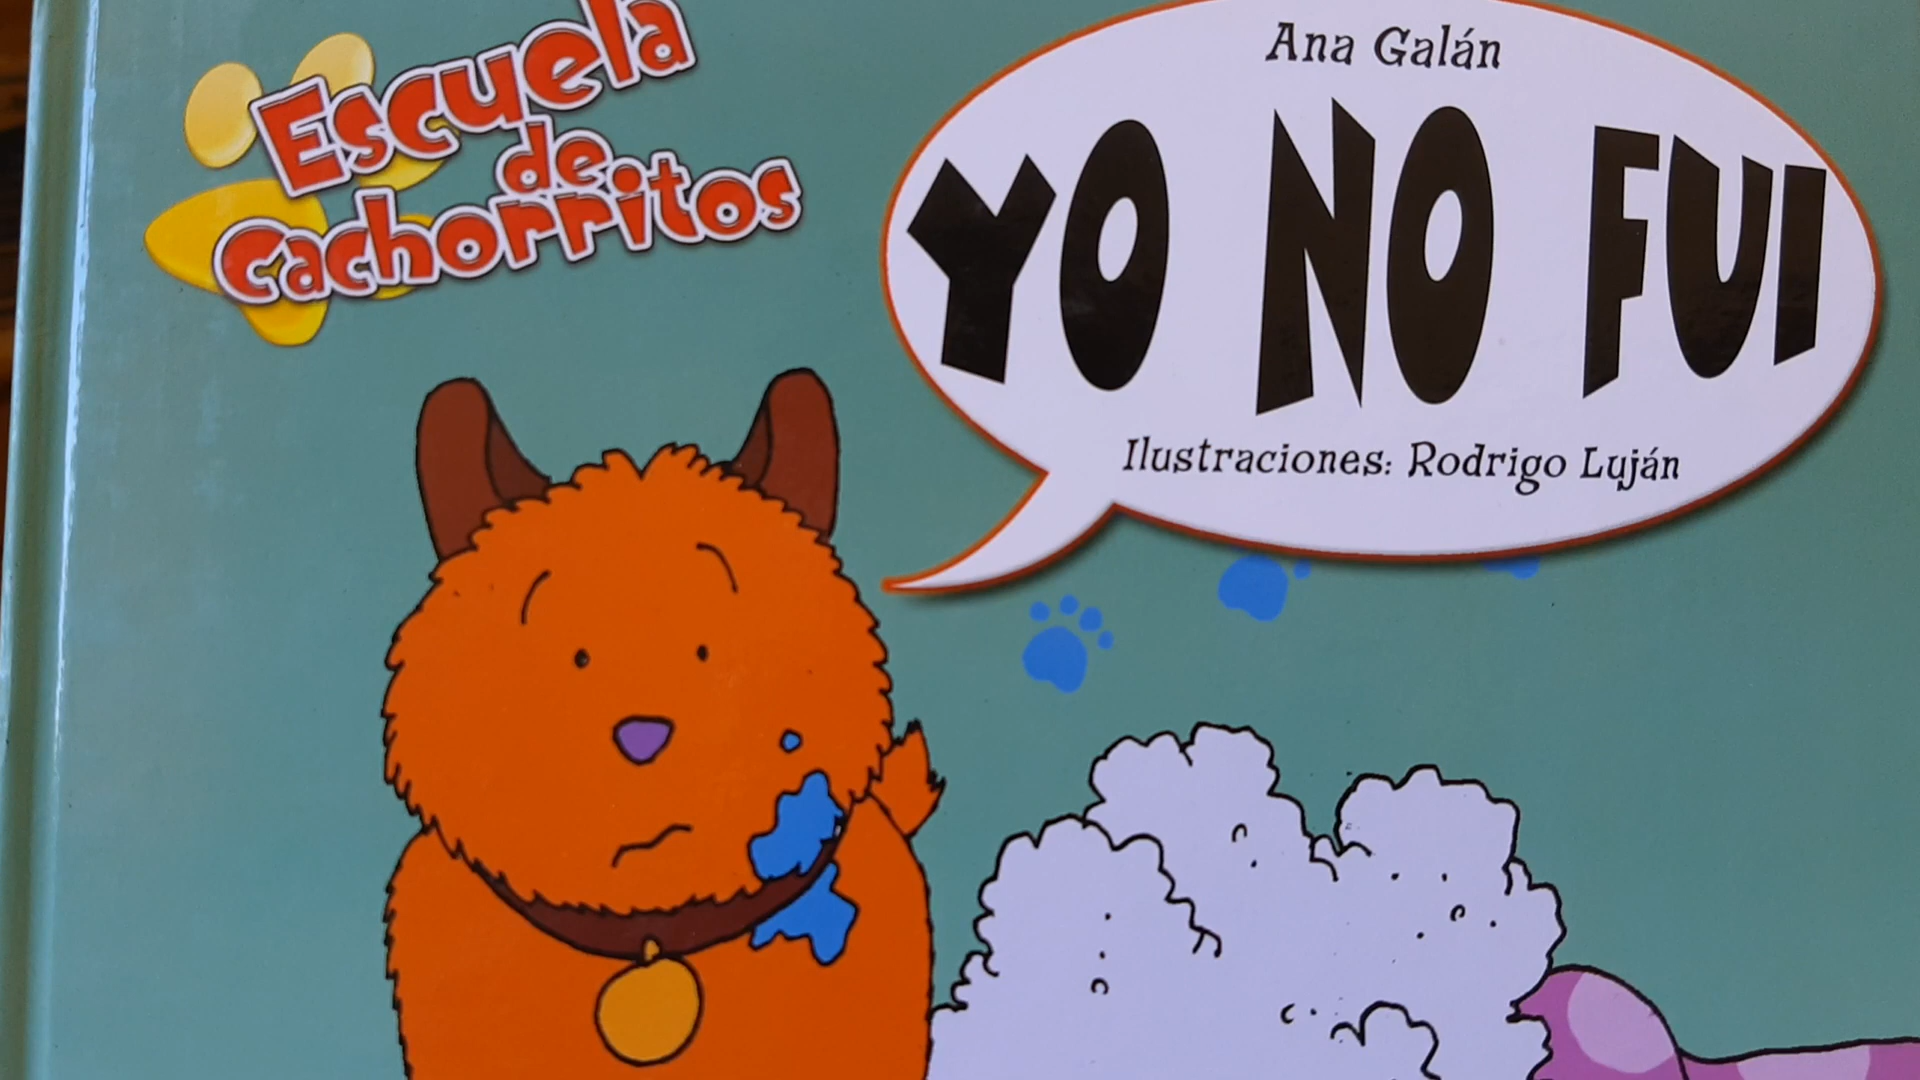 Escuela
de
cachorritos
Ana Galán
YO NO FUI
Ilustraciones: Rodrigo Luján